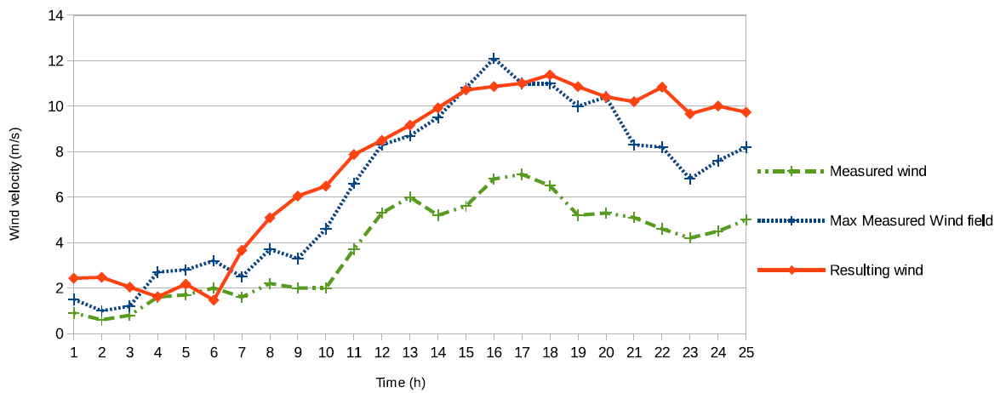 14
12
10
8
6
4
2
0
Wind velocity (m/s)
1 2 3 4 5 6 7 8 9 10 11 12 13 14 15 16 17 18 19 20 21 22 23 24 25
Time (h)
Measured wind
Max Measured Wind field
Resulting wind